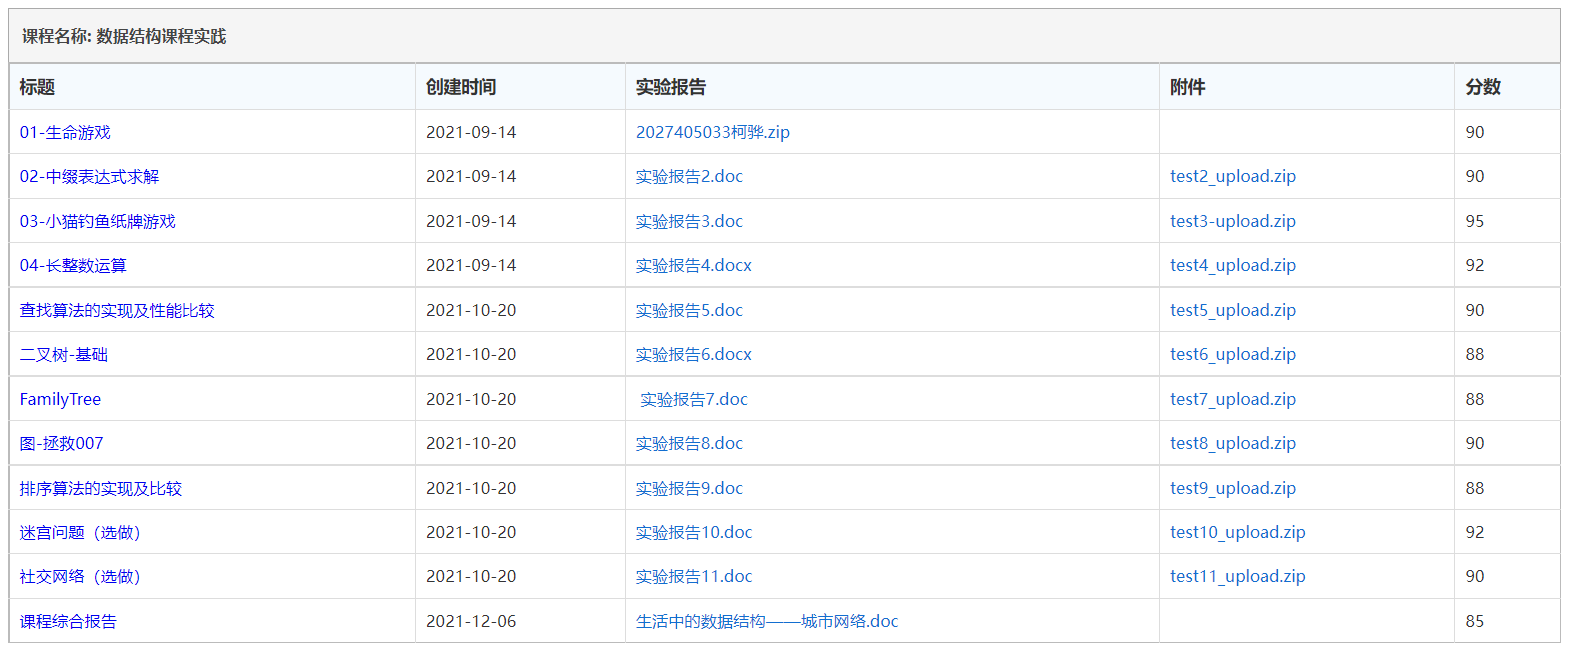 课程名称: 数据结构课程实践
标题 创建时间 实验报告 附件 分数
01-生命游戏 2021-09-14 2027405033柯骅.zip 90
02-中缀表达式求解 2021-09-14 实验报告2.doc test2_upload.zip 90
03-小猫钓鱼纸牌游戏 2021-09-14 实验报告3.doc test3-upload.zip 95
04-长整数运算 2021-09-14 实验报告4.docx test4_upload.zip 92
查找算法的实现及性能比较 2021-10-20 实验报告5.doc test5_upload.zip 90
二叉树-基础 2021-10-20 实验报告6.docx test6_upload.zip 88
FamilyTree 2021-10-20 实验报告7.doc test7_upload.zip 88
图-拯救007 2021-10-20 实验报告8.doc test8_upload.zip 90
排序算法的实现及比较 2021-10-20 实验报告9.doc test9_upload.zip 88
迷宫问题（选做） 2021-10-20 实验报告10.doc test10_upload.zip 92
社交网络（选做） 2021-10-20 实验报告11.doc test11_upload.zip 90
课程综合报告 2021-12-06 生活中的数据结构——城市网络.doc 85